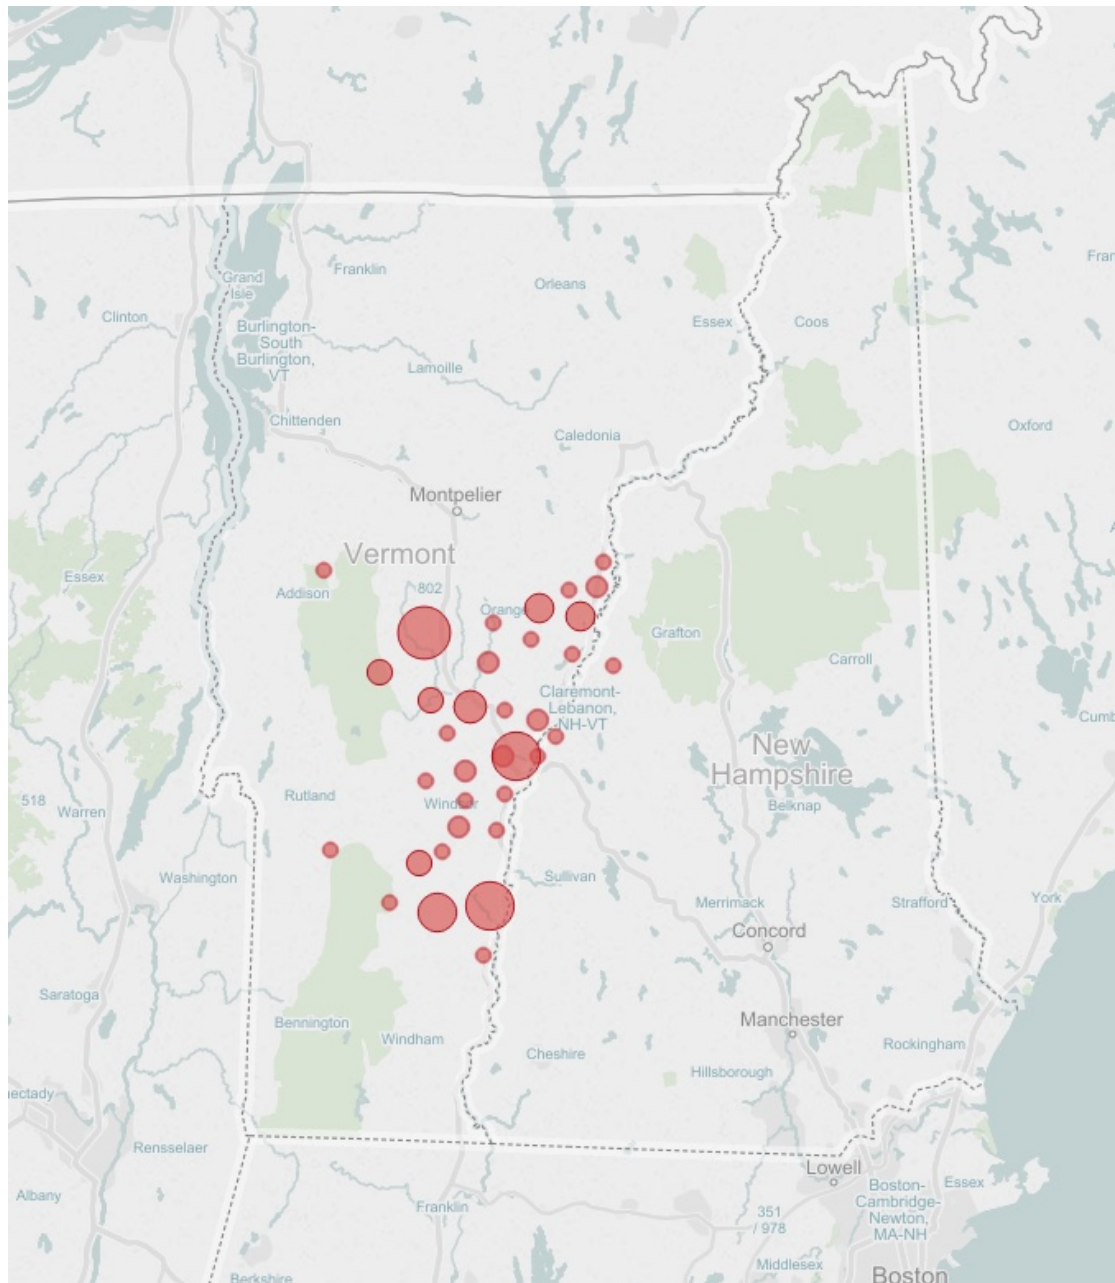 Franklin
Grand
Isle
Orleans
Clinton
Burlington-
South
Burlington,
VT
Essex
Coos
Lamoille
Chittenden
Caledonia
Oxford
Montpelier
Vermont
Essex
Addison
802
Orange
Grafton
Carroll
Claremont-
Lebanon,
NH-VT
New
Hampshire
518
Warren
Rutland
Windsor
Belknap
Washington
Sullivan
Merrimack
Strafford
York
Concord
Saratoga
Bennington
Windham
Cheshire
Manchester
Rockingham
Hillsborough
ectady
Rensselaer
Albany
Franklin
Lowell
Boston-
Cambridge-
Newton,
MA-NH
Essex
351
/ 978
Middlesex
Berkshire
Boston
Fran
Cumb